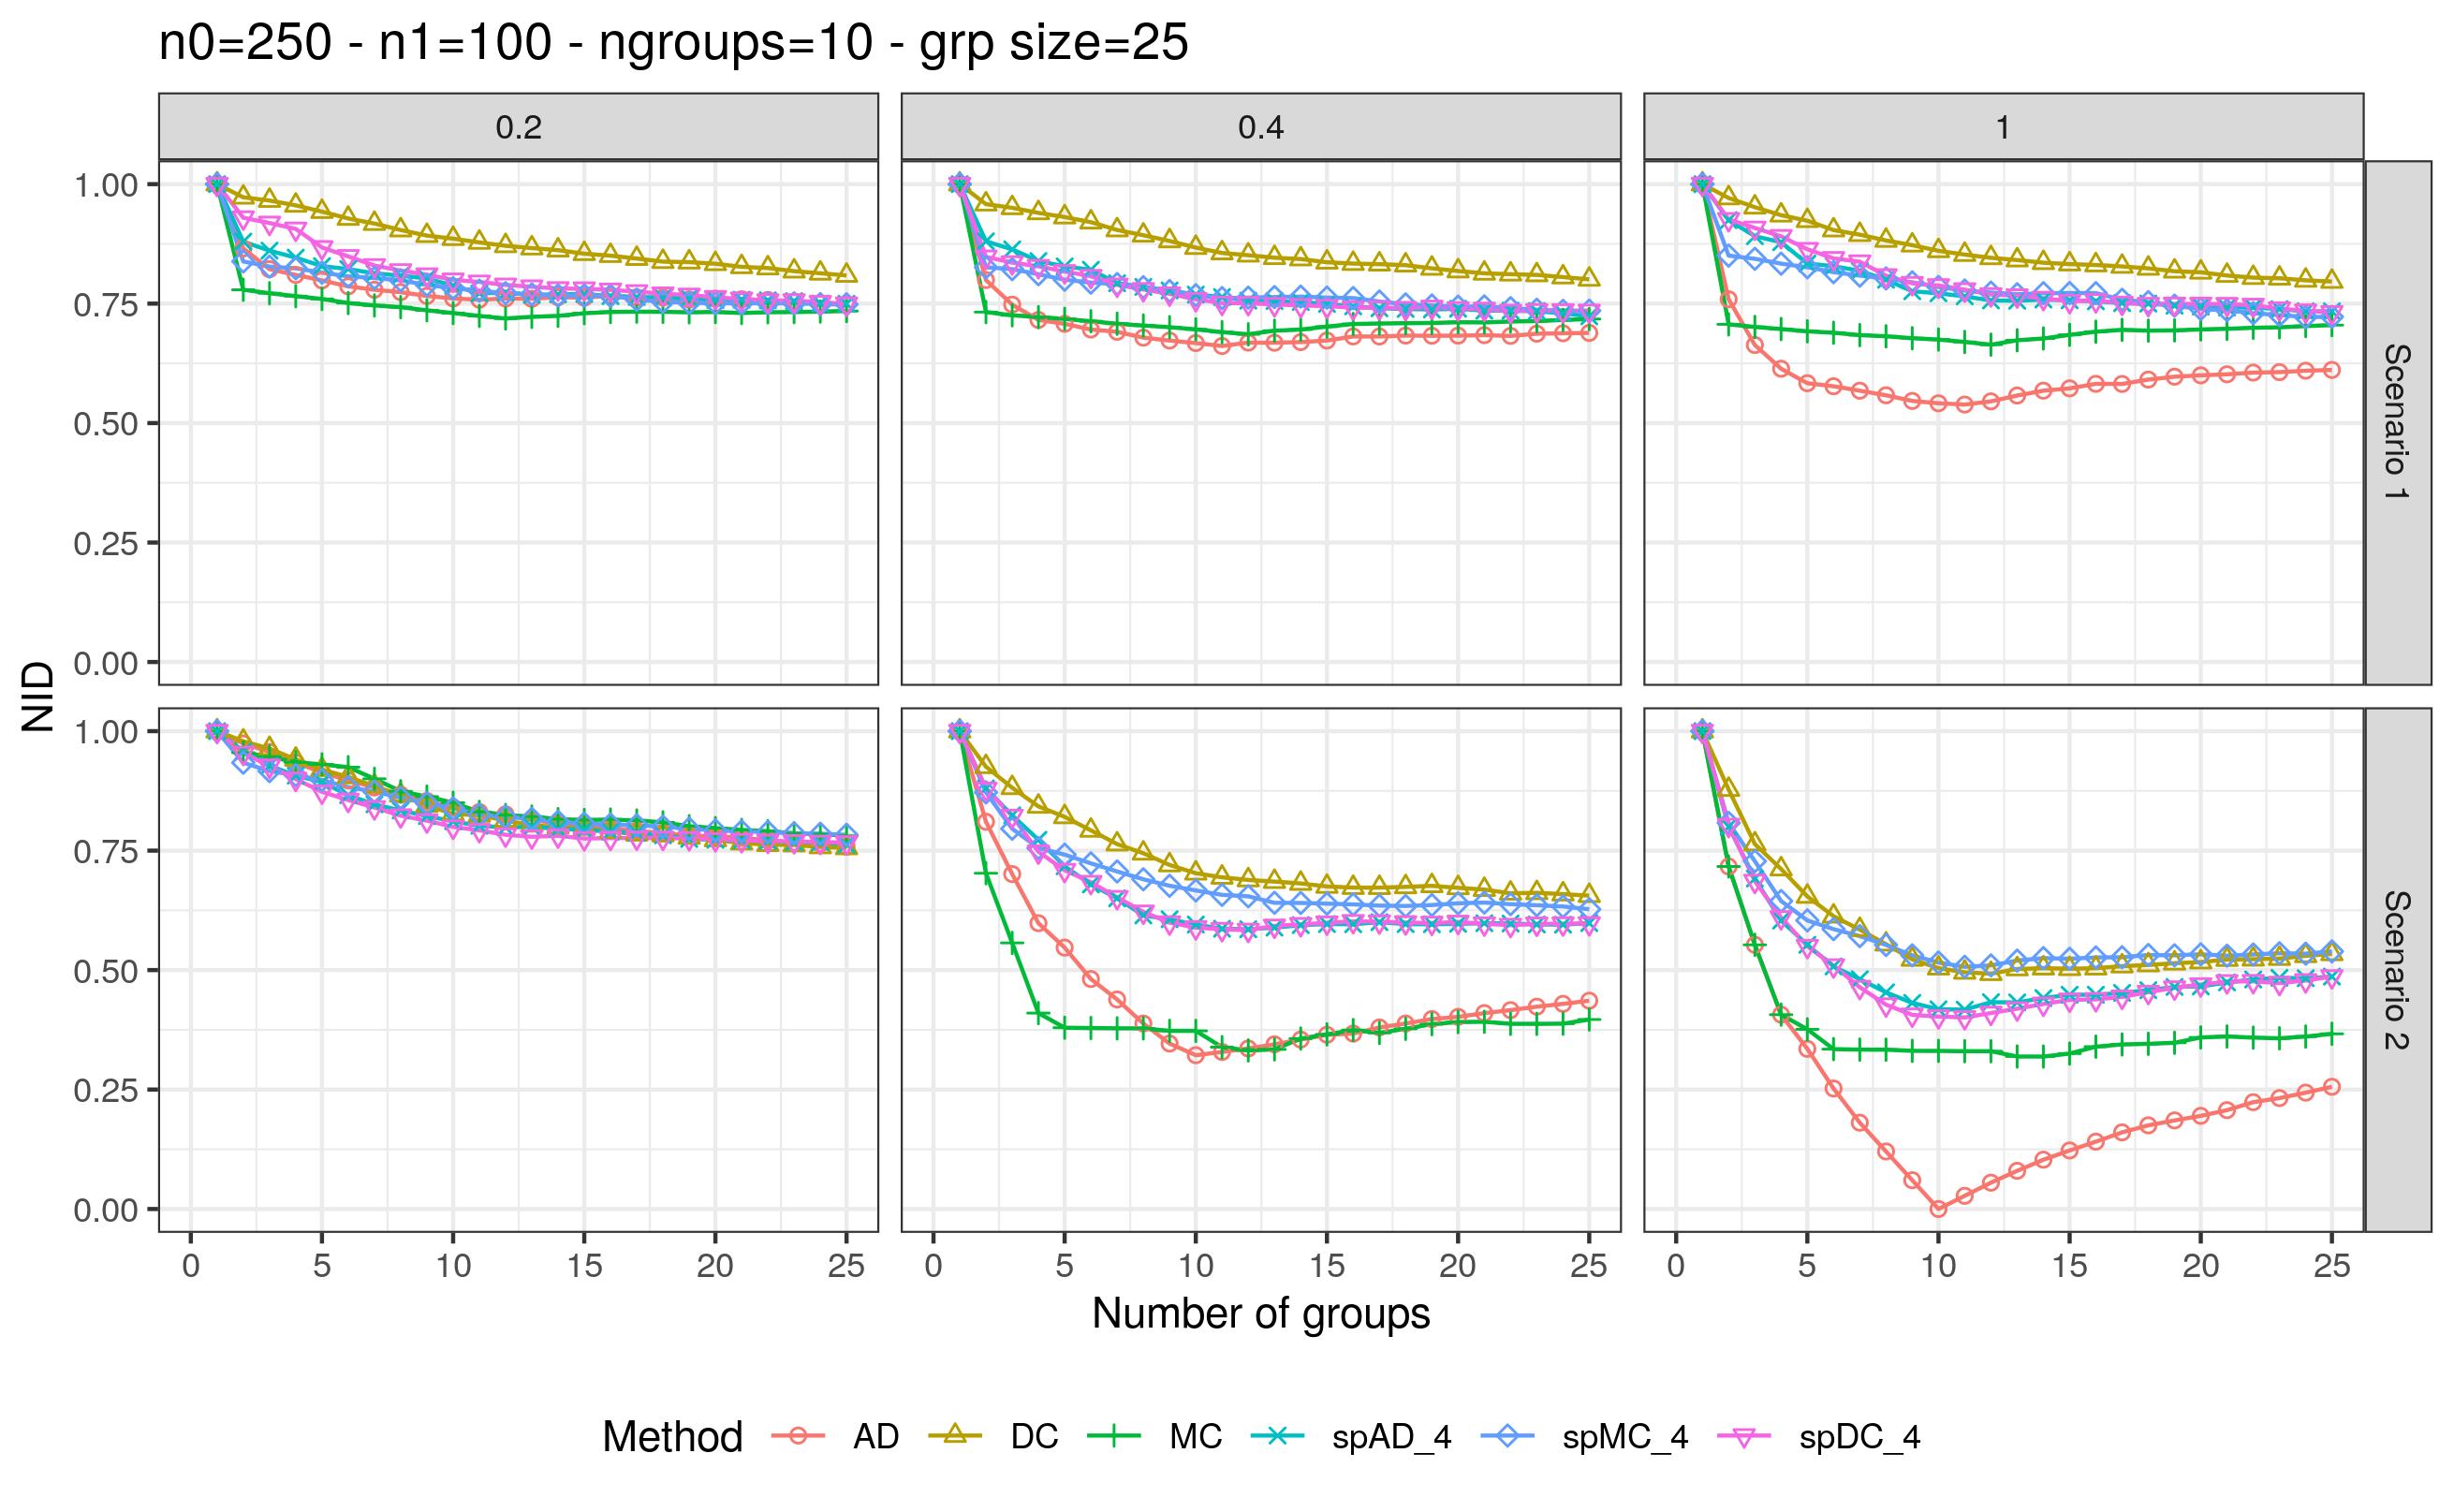 n0=250 - n1=100 - ngroups=10 - grp size=25
0.2 0.4 1
1.00
0.75
0.50
0.25
0.00
Scenario 1
NID
1.00
0.75
0.50
0.25
0.00
Scenario 2
0 5 10 15 20 25 0 5 10 15 20 25 0 5 10 15 20 25
Number of groups
Method AD DC MC spAD_4 spMC_4 spDC_4